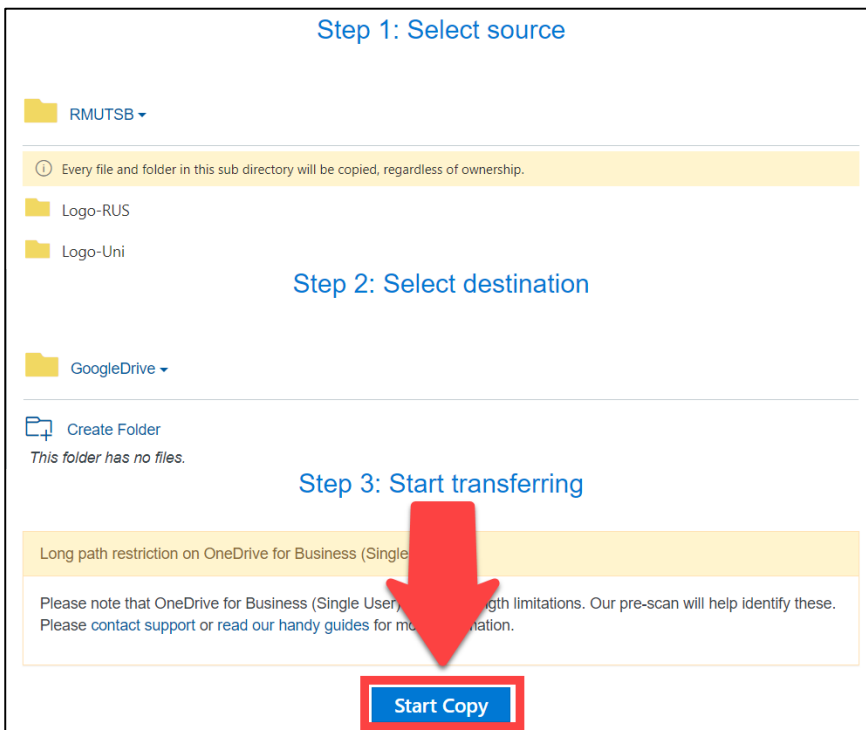 Step 1: Select source
RMUTSB
Every file and folder in this sub directory will be copied, regardless of ownership.
Logo-RUS
Logo-Uni
Step 2: Select destination
GoogleDrive
Create Folder
This folder has no files.
Step 3: Start transferring
Long path restriction on OneDrive for Business (Single
Please note that OneDrive for Business (Single User) limitations. Our pre-scan will help identify these.
Please contact support or read our handy guides for
Start Copy